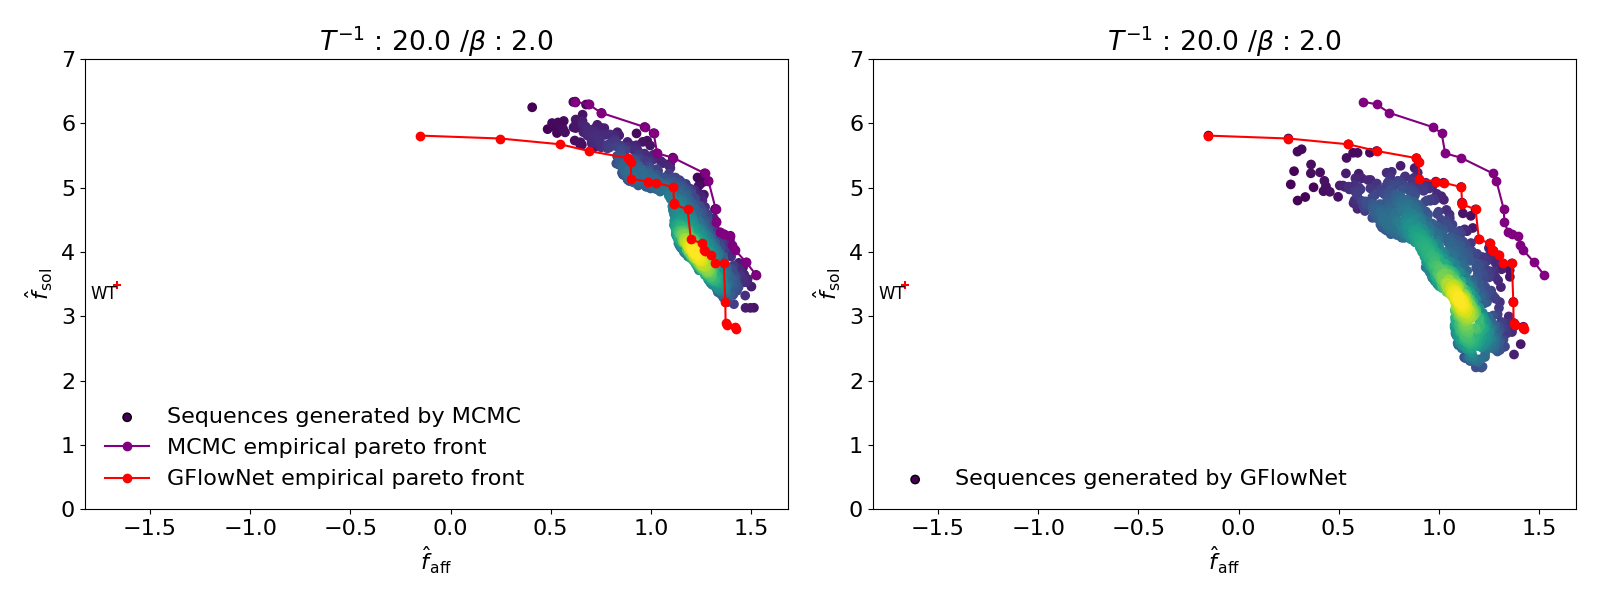 T⁻¹ : 20.0 /β : 2.0
7
6
5
4
3
2
1
0
f̂sol
WT
Sequences generated by MCMC
MCMC empirical pareto front
GFlowNet empirical pareto front
−1.5 −1.0 −0.5 0.0 0.5 1.0 1.5
f̂aff
T⁻¹ : 20.0 /β : 2.0
7
6
5
4
3
2
1
0
f̂sol
WT
Sequences generated by GFlowNet
−1.5 −1.0 −0.5 0.0 0.5 1.0 1.5
f̂aff